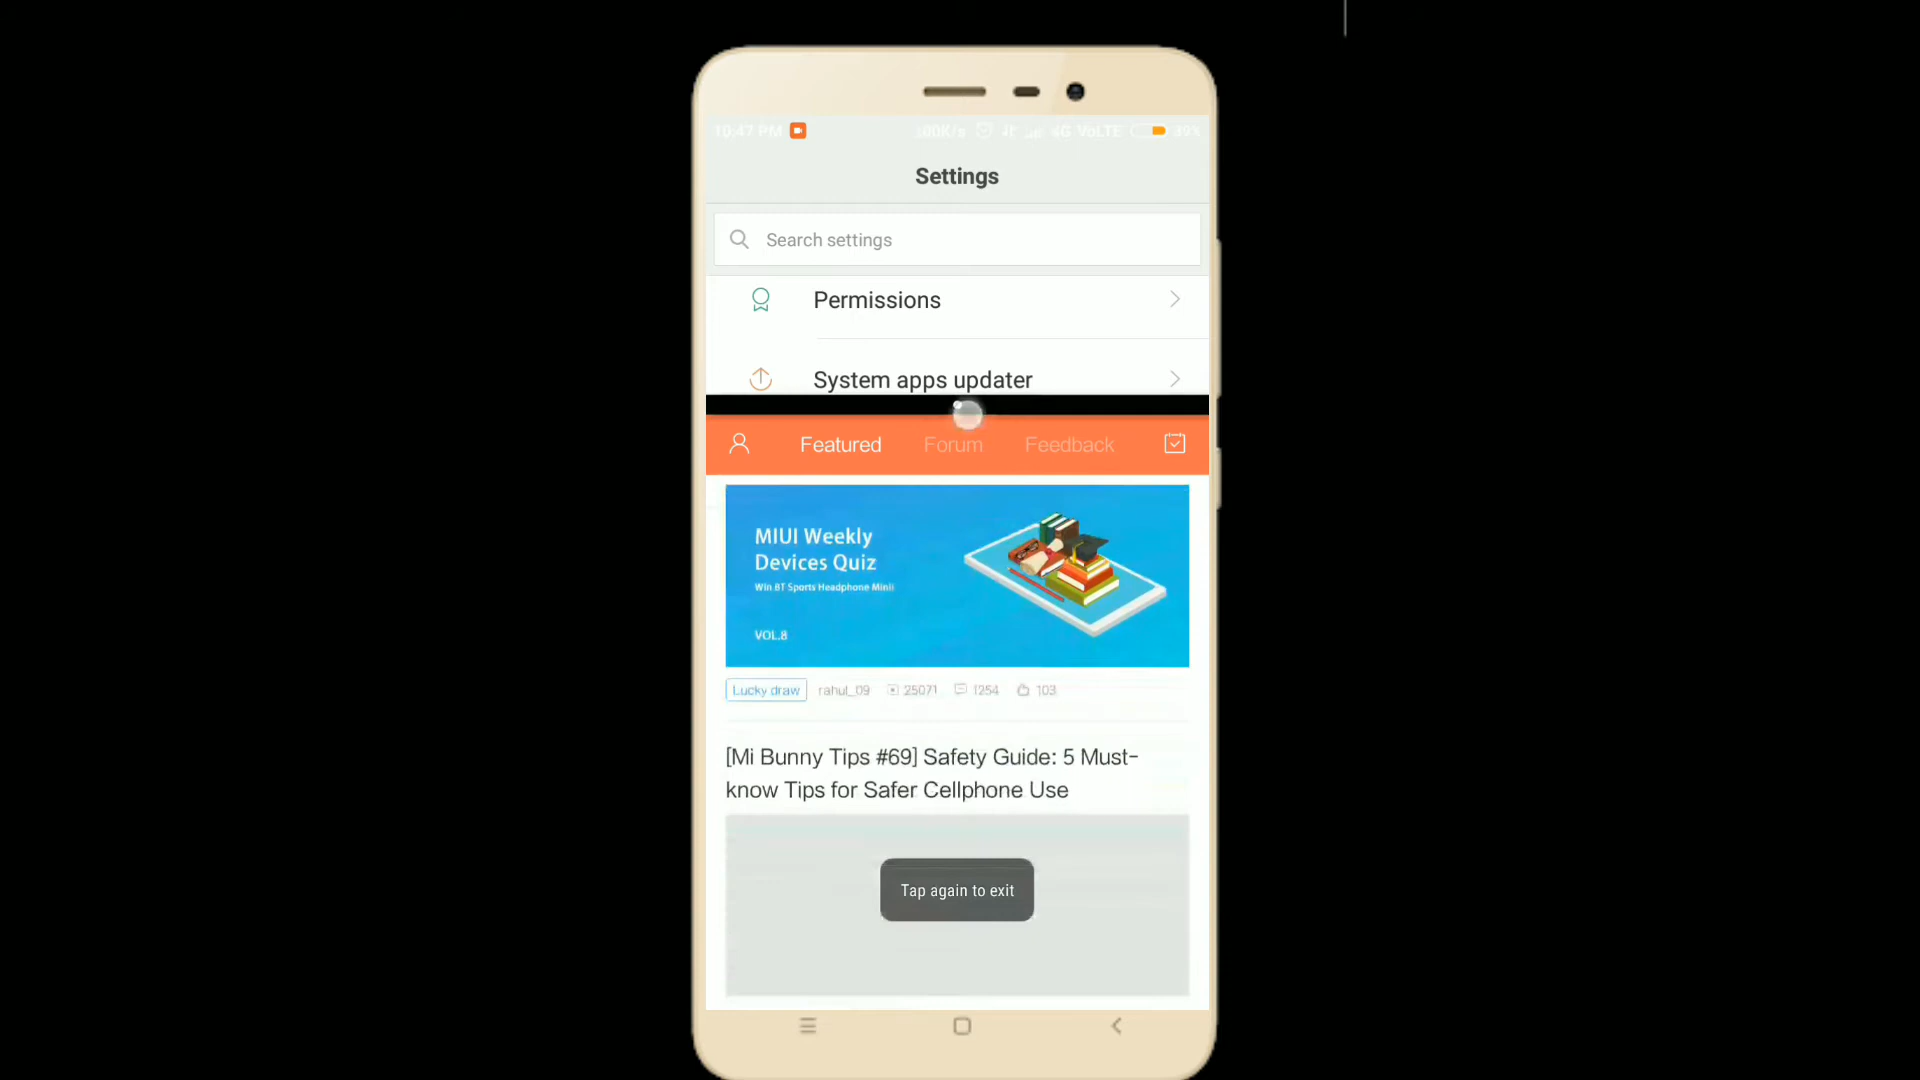 10:47 PM 4G VoLTE 39%
Settings
Search settings
Permissions
System apps updater
Featured Forum Feedback
MIUI Weekly
Devices Quiz
Win BT Sports Headphone Mini!
VOL.8
Lucky draw rahul_09 25071 1254 103
[Mi Bunny Tips #69] Safety Guide: 5 Must-
know Tips for Safer Cellphone Use
Tap again to exit